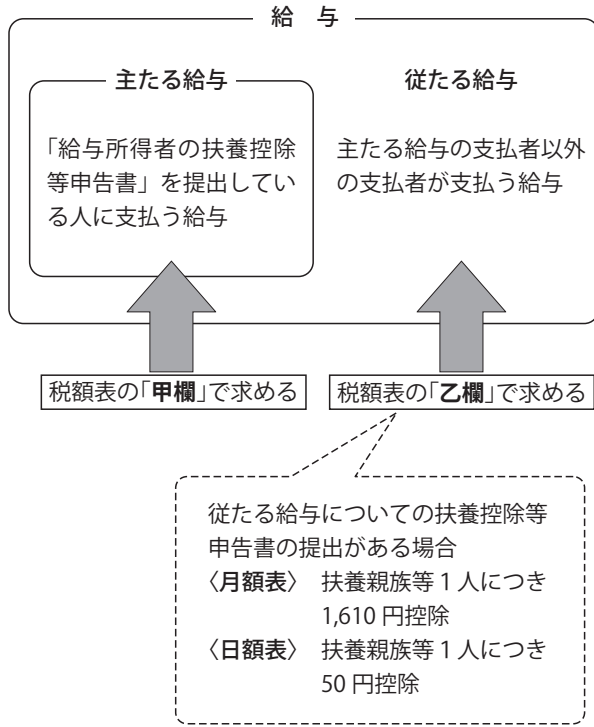 給　与
主たる給与
「給与所得者の扶養控除
等申告書」を提出してい
る人に支払う給与
従たる給与
主たる給与の支払者以外
の支払者が支払う給与
税額表の「甲欄」で求める
税額表の「乙欄」で求める
従たる給与についての扶養控除等
申告書の提出がある場合
〈月額表〉 扶養親族等1人につき
1,610円控除
〈日額表〉 扶養親族等1人につき
50円控除